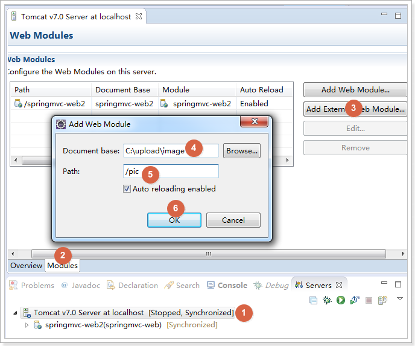 Tomcat v7.0 Server at localhost
Web Modules
Web Modules
Configure the Web Modules on this server.
Path Document Base Module Auto Reload
/springmvc-web2 springmvc-web2 springmvc-web2 Enabled
Add Web Module...
Add External Web Module...
3
Edit...
Remove
Add Web Module
Document base: C:\upload\image Browse...
4
Path: /pic
5
Auto reloading enabled
6
OK Cancel
2
Overview Modules
Problems Javadoc Declaration Search Console Debug Servers
Tomcat v7.0 Server at localhost [Stopped, Synchronized]
1
springmvc-web2(springmvc-web) [Synchronized]